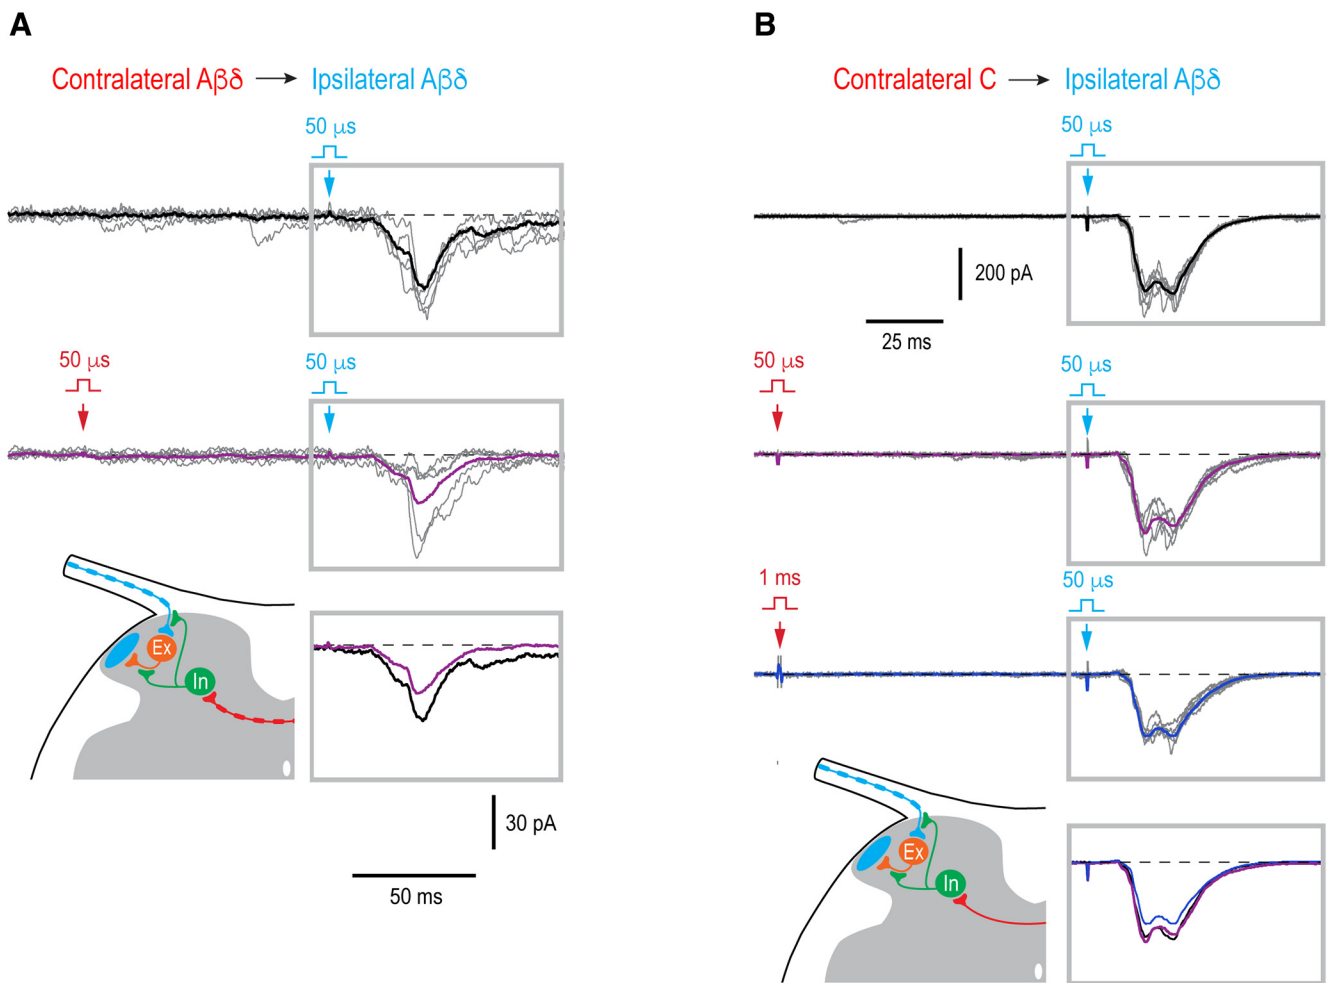 A
Contralateral Aβδ → Ipsilateral Aβδ
50 μs
50 μs
50 μs
Ex
In
30 pA
50 ms
B
Contralateral C → Ipsilateral Aβδ
50 μs
200 pA
25 ms
50 μs
50 μs
1 ms
50 μs
Ex
In